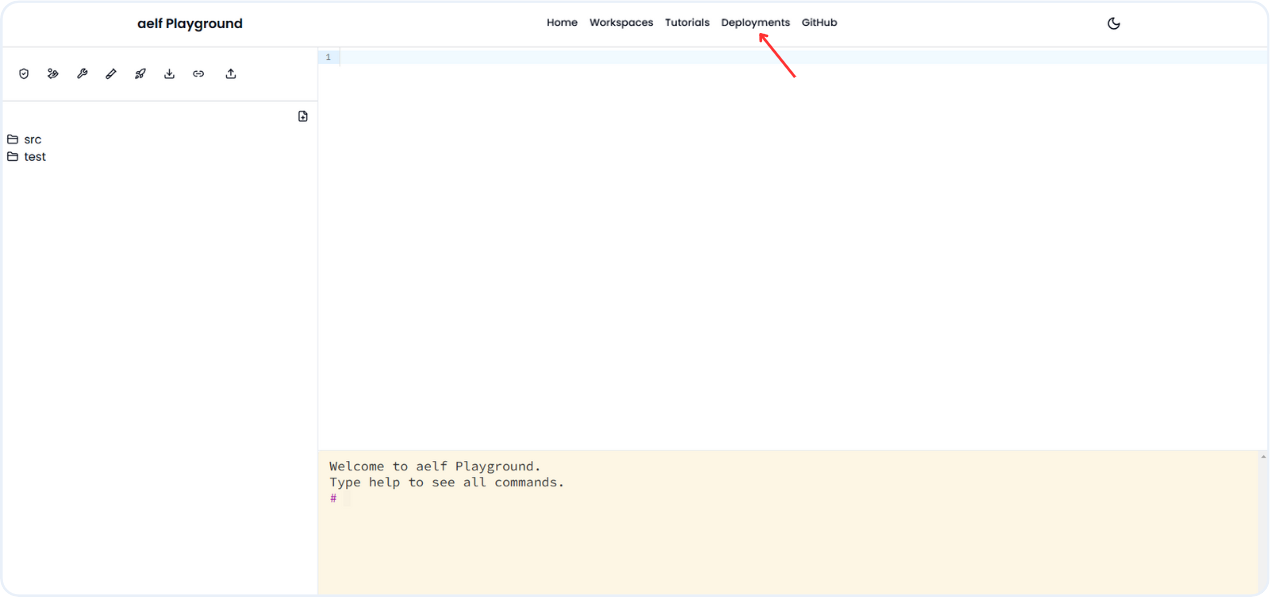 aelf Playground
Home Workspaces Tutorials Deployments GitHub
1
src
test
Welcome to aelf Playground.
Type help to see all commands.
#